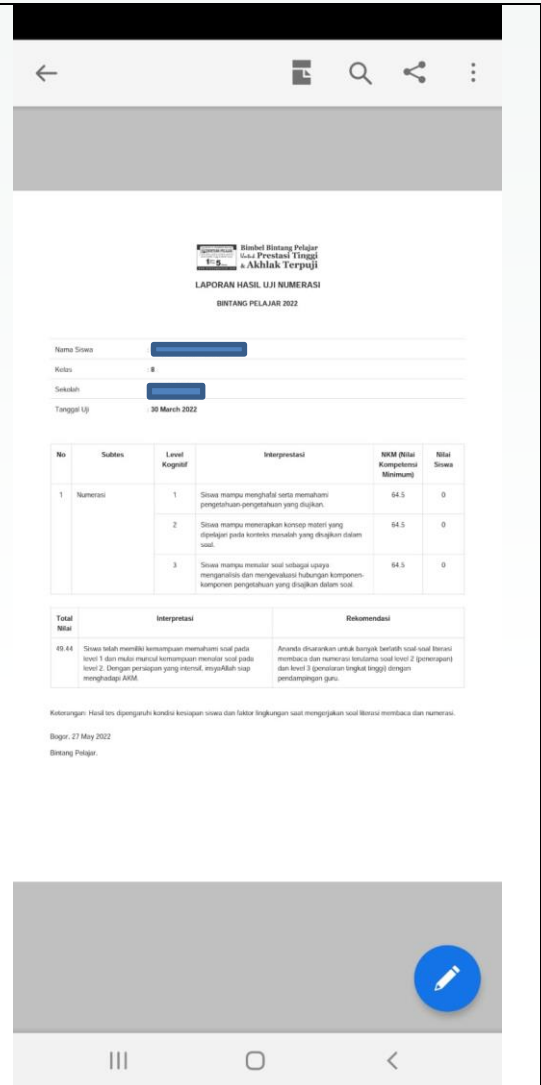 Bimbel Bintang Pelajar
Untuk Prestasi Tinggi
& Akhlak Terpuji
LAPORAN HASIL UJI NUMERASI
BINTANG PELAJAR 2022
Nama Siswa :
Kelas : 8
Sekolah :
Tanggal Uji : 30 March 2022
No Subtes Level Kognitif Interprestasi NKM (Nilai Kompetensi Minimum) Nilai Siswa
1 Numerasi 1 Siswa mampu menghafal serta memahami
pengetahuan-pengetahuan yang diujikan. 64.5 0
2 Siswa mampu menerapkan konsep materi yang
dipelajari pada konteks masalah yang disajikan dalam
soal. 64.5 0
3 Siswa mampu menalar soal sebagai upaya
menganalisis dan mengevaluasi hubungan komponen-
komponen pengetahuan yang disajikan dalam soal. 64.5 0
Total Nilai Interpretasi Rekomendasi
49.44 Siswa telah memiliki kemampuan memahami soal pada
level 1 dan mulai muncul kemampuan menalar soal pada
level 2. Dengan persiapan yang intensif, insyaAllah siap
menghadapi AKM.
Ananda disarankan untuk banyak berlatih soal-soal literasi
membaca dan numerasi terutama soal level 2 (penerapan)
dan level 3 (penalaran tingkat tinggi) dengan
pendampingan guru.
Keterangan: Hasil tes dipengaruhi kondisi kesiapan siswa dan faktor lingkungan saat mengerjakan soal literasi membaca dan numerasi.
Bogor, 27 May 2022
Bintang Pelajar.